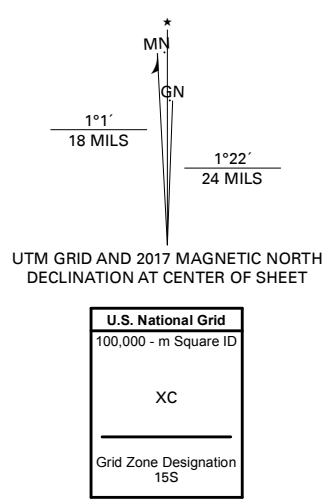 ★
MN
GN
1°1´
18 MILS
1°22´
24 MILS
UTM GRID AND 2017 MAGNETIC NORTH
DECLINATION AT CENTER OF SHEET
U.S. National Grid
100,000 - m Square ID
XC
Grid Zone Designation
15S